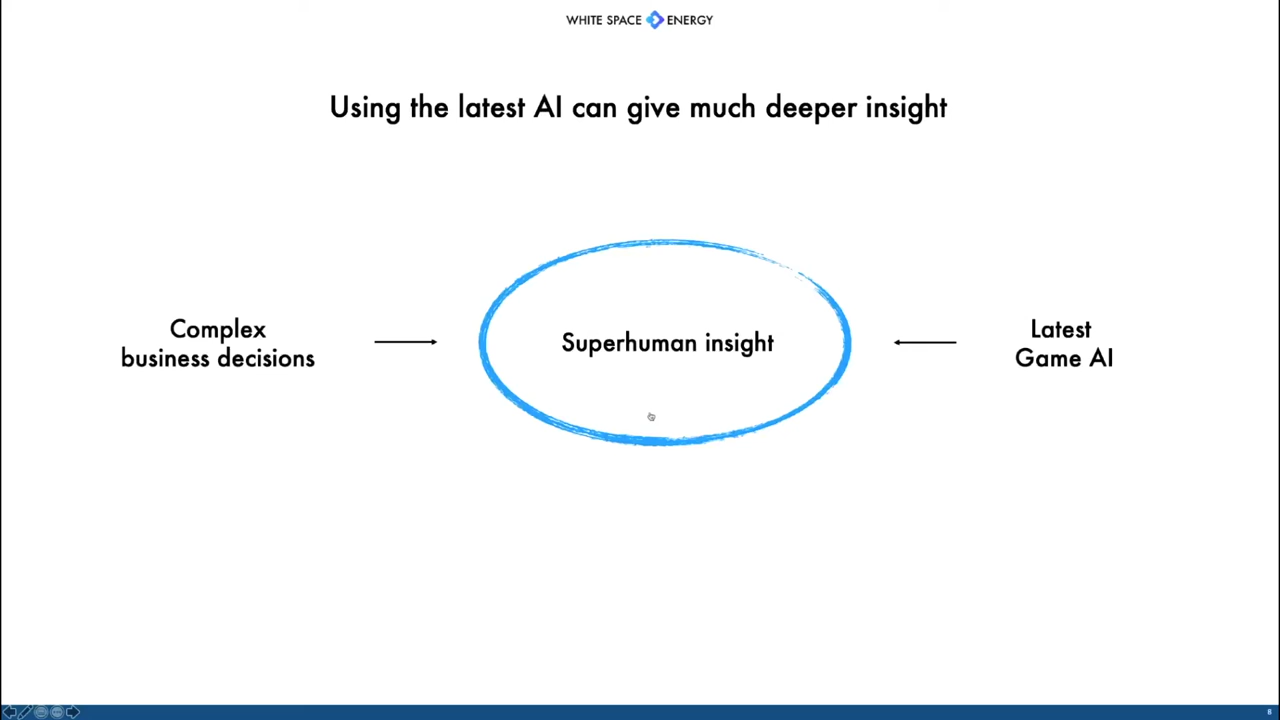 WHITE SPACE ENERGY
Using the latest AI can give much deeper insight
Complex
business decisions
Superhuman insight
Latest
Game AI
8